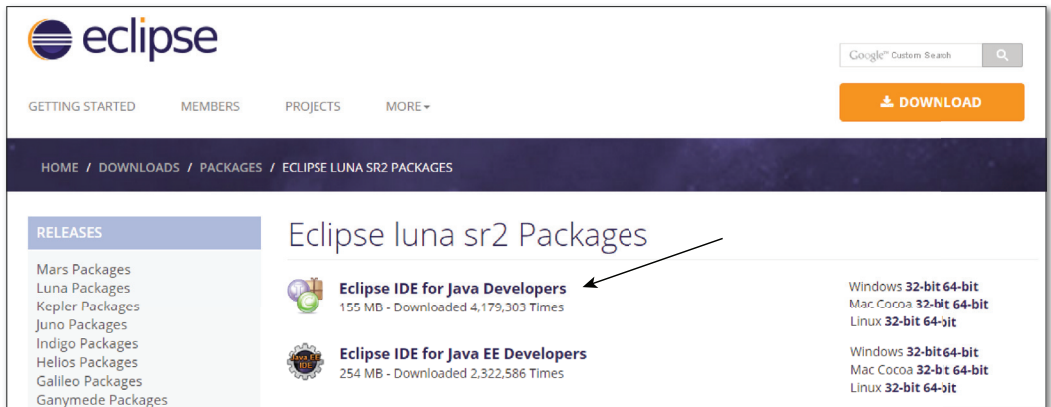 eclipse
Google™ Custom Search
GETTING STARTED MEMBERS PROJECTS MORE
DOWNLOAD
HOME / DOWNLOADS / PACKAGES / ECLIPSE LUNA SR2 PACKAGES
RELEASES
Mars Packages
Luna Packages
Kepler Packages
Juno Packages
Indigo Packages
Helios Packages
Galileo Packages
Ganymede Packages
Eclipse luna sr2 Packages
Eclipse IDE for Java Developers
155 MB - Downloaded 4,179,303 Times
Windows 32-bit 64-bit
Mac Cocoa 32-bit 64-bit
Linux 32-bit 64-bit
Java EE
IDE
Eclipse IDE for Java EE Developers
254 MB - Downloaded 2,322,586 Times
Windows 32-bit 64-bit
Mac Cocoa 32-bit 64-bit
Linux 32-bit 64-bit